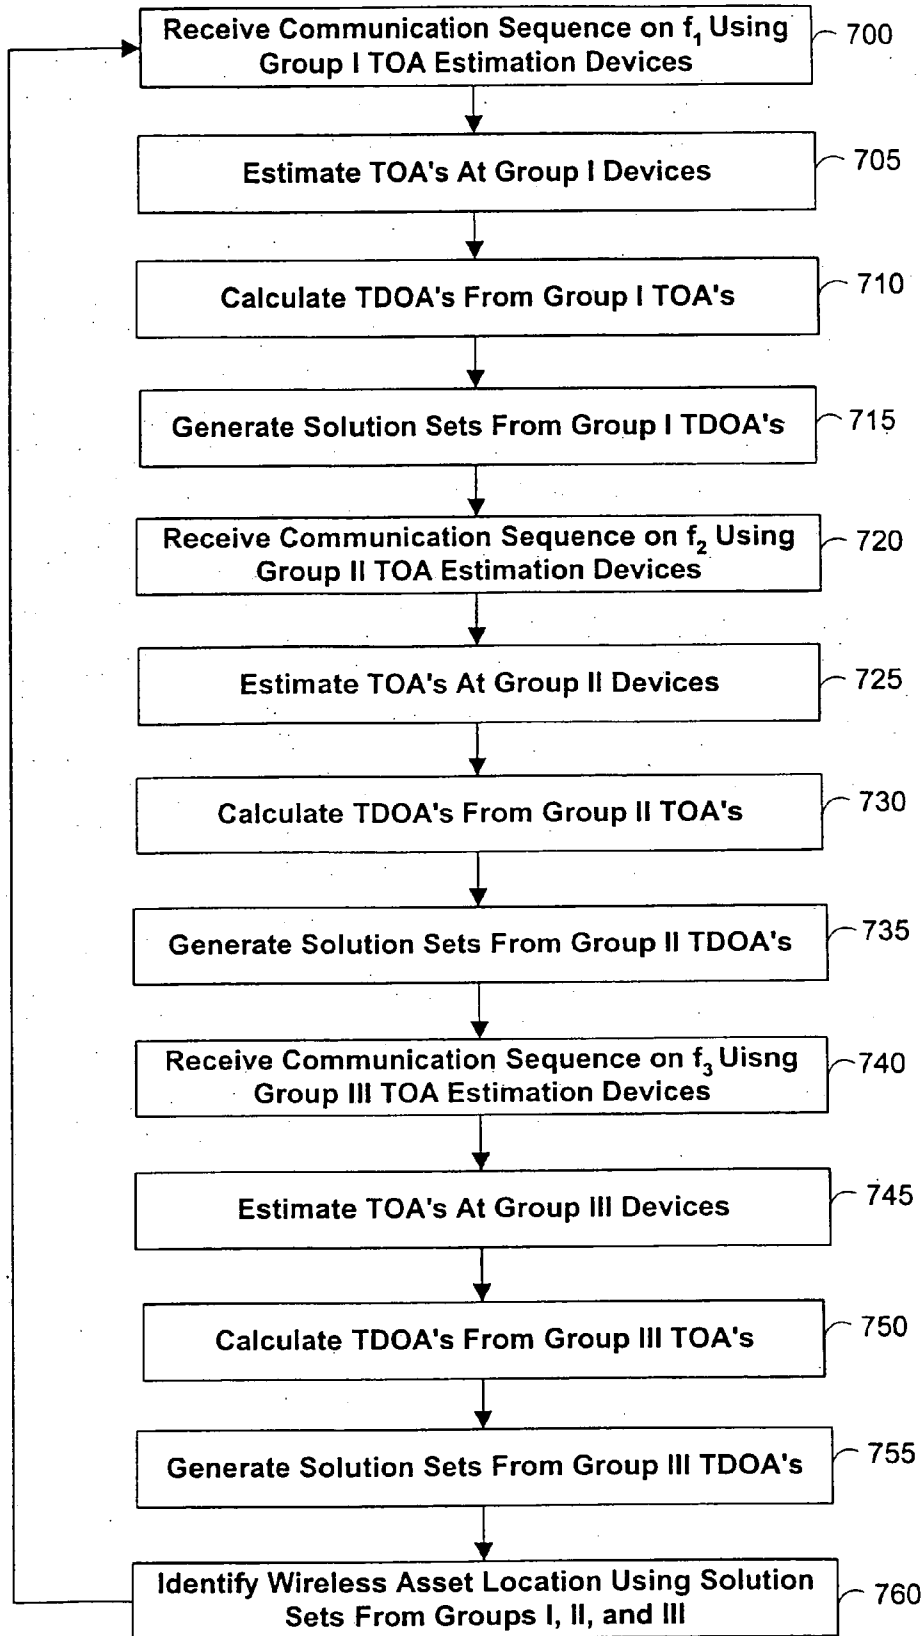 Receive Communication Sequence on f1 Using
Group I TOA Estimation Devices
700
Estimate TOA's At Group I Devices
705
Calculate TDOA's From Group I TOA's
710
Generate Solution Sets From Group I TDOA's
715
Receive Communication Sequence on f2 Using
Group II TOA Estimation Devices
720
Estimate TOA's At Group II Devices
725
Calculate TDOA's From Group II TOA's
730
Generate Solution Sets From Group II TDOA's
735
Receive Communication Sequence on f3 Uisng
Group III TOA Estimation Devices
740
Estimate TOA's At Group III Devices
745
Calculate TDOA's From Group III TOA's
750
Generate Solution Sets From Group III TDOA's
755
Identify Wireless Asset Location Using Solution
Sets From Groups I, II, and III
760